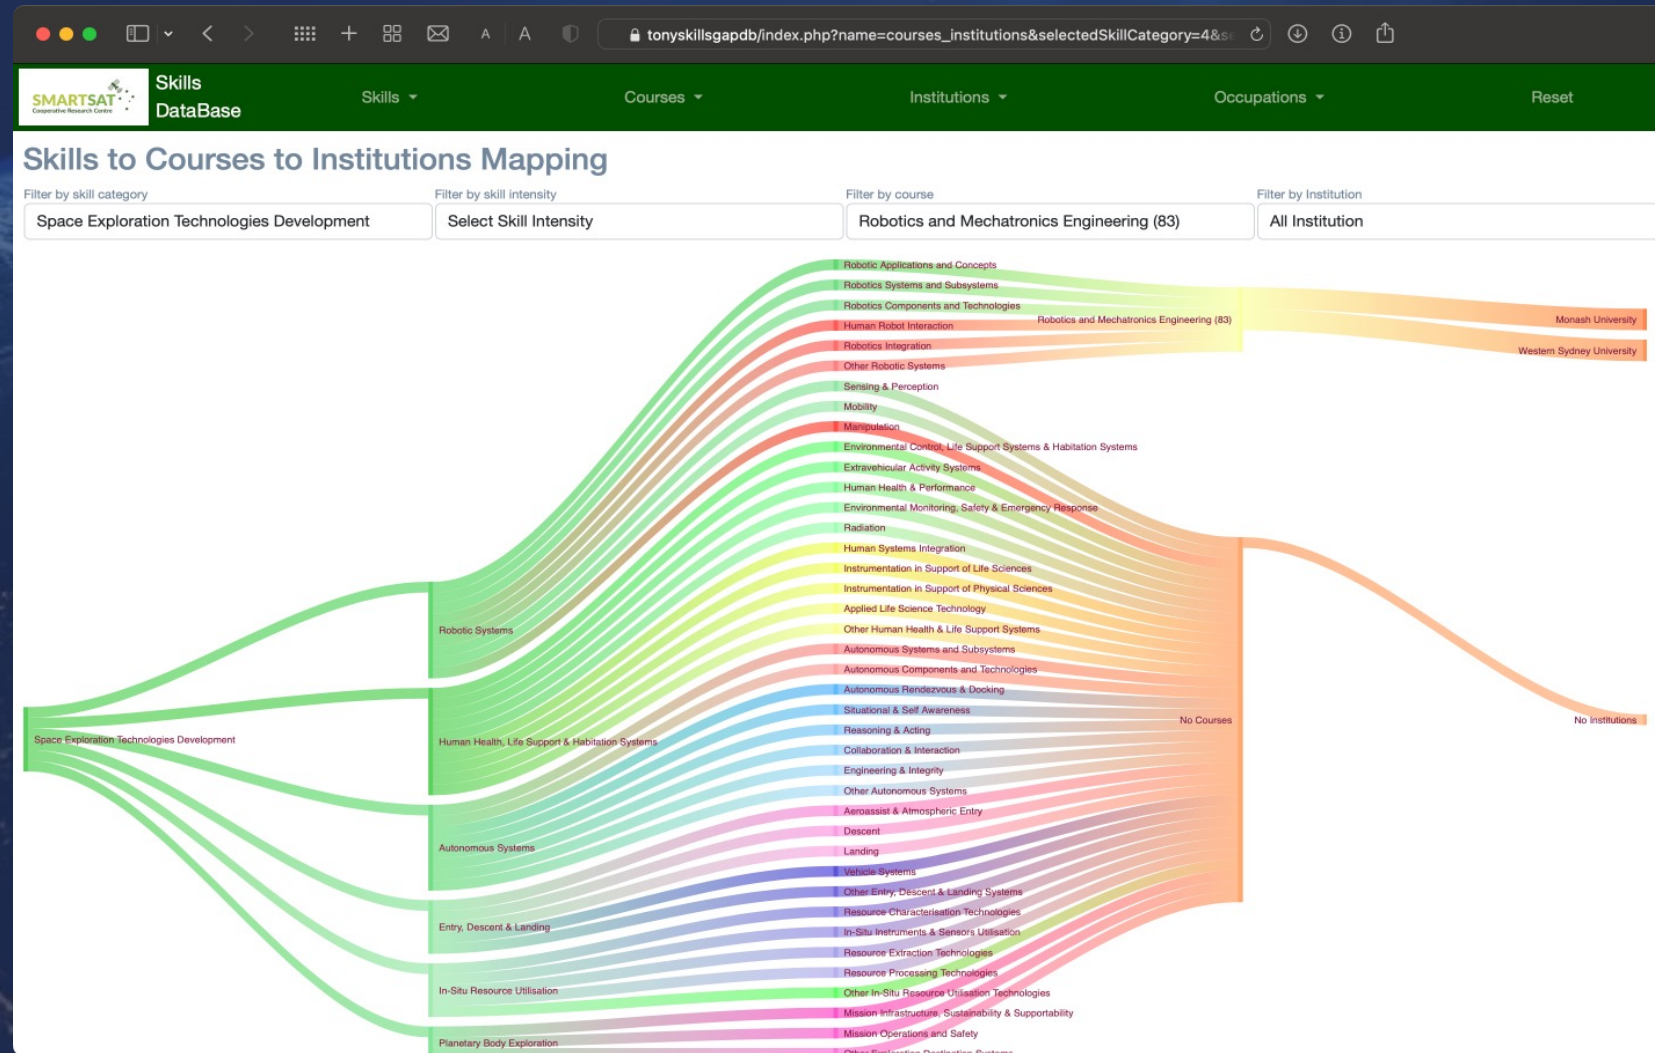 tonyskillsgapdb/index.php?name=courses_institutions&selectedSkillCategory=4&se
A A
SMARTSAT
Cooperative Research Centre
Skills
DataBase
Skills
Courses
Institutions
Occupations
Reset
Skills to Courses to Institutions Mapping
Filter by skill category
Filter by skill intensity
Filter by course
Filter by Institution
Space Exploration Technologies Development
Select Skill Intensity
Robotics and Mechatronics Engineering (83)
All Institution
Space Exploration Technologies Development
Robotic Systems
Human Health, Life Support & Habitation Systems
Autonomous Systems
Entry, Descent & Landing
In-Situ Resource Utilisation
Planetary Body Exploration
Robotic Applications and Concepts
Robotics Systems and Subsystems
Robotics Components and Technologies
Human Robot Interaction
Robotics Integration
Other Robotic Systems
Sensing & Perception
Mobility
Manipulation
Environmental Control, Life Support Systems & Habitation Systems
Extravehicular Activity Systems
Human Health & Performance
Environmental Monitoring, Safety & Emergency Response
Radiation
Human Systems Integration
Instrumentation in Support of Life Sciences
Instrumentation in Support of Physical Sciences
Applied Life Science Technology
Other Human Health & Life Support Systems
Autonomous Systems and Subsystems
Autonomous Components and Technologies
Autonomous Rendezvous & Docking
Situational & Self Awareness
Reasoning & Acting
Collaboration & Interaction
Engineering & Integrity
Other Autonomous Systems
Aeroassist & Atmospheric Entry
Descent
Landing
Vehicle Systems
Other Entry, Descent & Landing Systems
Resource Characterisation Technologies
In-Situ Instruments & Sensors Utilisation
Resource Extraction Technologies
Resource Processing Technologies
Other In-Situ Resource Utilisation Technologies
Mission Infrastructure, Sustainability & Supportability
Mission Operations and Safety
Other Exploration Destination Systems
Robotics and Mechatronics Engineering (83)
No Courses
Monash University
Western Sydney University
No Institutions